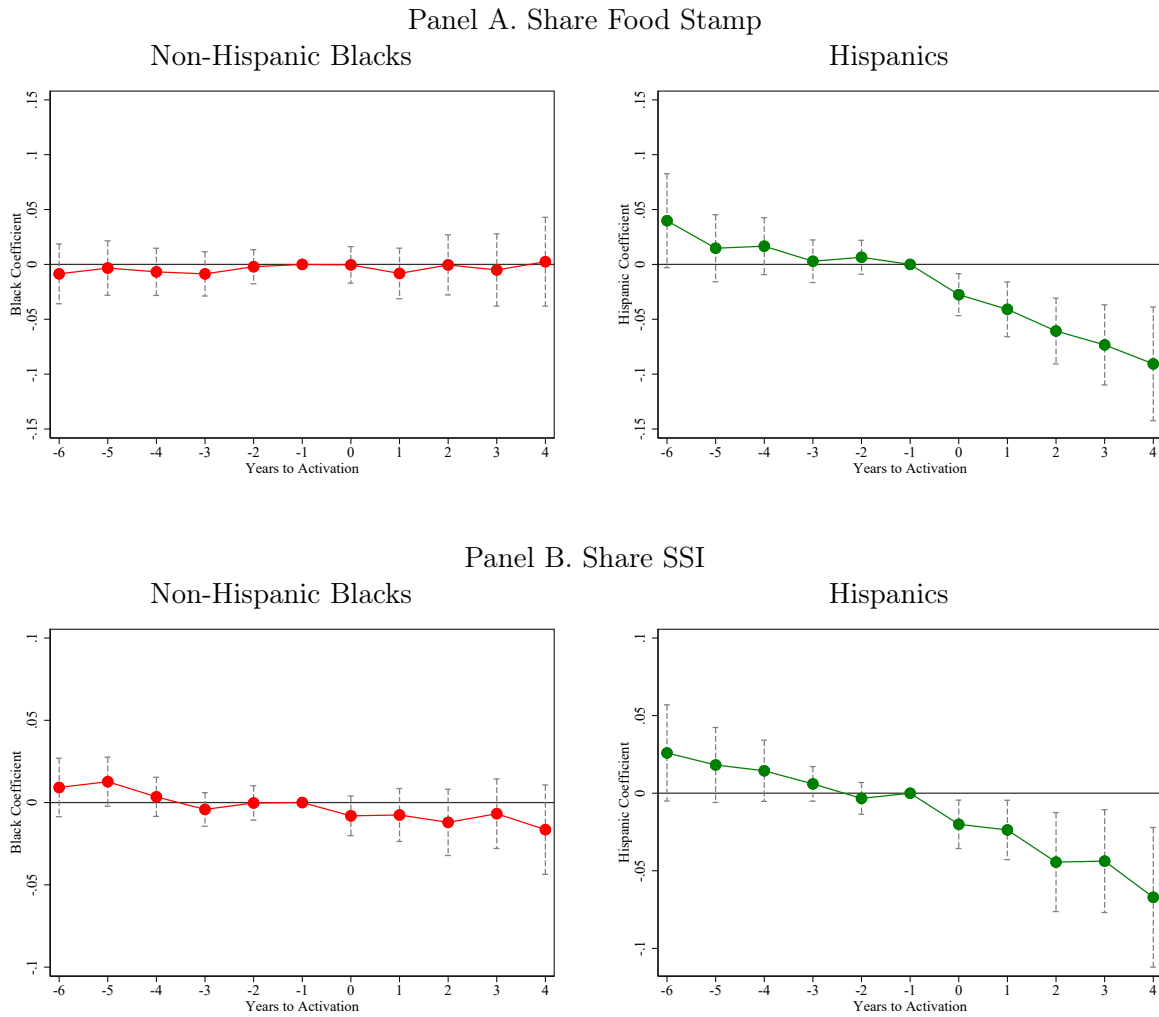 Panel A. Share Food Stamp
Non-Hispanic Blacks
Hispanics
.15
.1
.05
0
-.05
-.1
-.15
Black Coefficient
-6 -5 -4 -3 -2 -1 0 1 2 3 4
Years to Activation
.15
.1
.05
0
-.05
-.1
-.15
Hispanic Coefficient
-6 -5 -4 -3 -2 -1 0 1 2 3 4
Years to Activation
Panel B. Share SSI
Non-Hispanic Blacks
Hispanics
.1
.05
0
-.05
-.1
Black Coefficient
-6 -5 -4 -3 -2 -1 0 1 2 3 4
Years to Activation
.1
.05
0
-.05
-.1
Hispanic Coefficient
-6 -5 -4 -3 -2 -1 0 1 2 3 4
Years to Activation